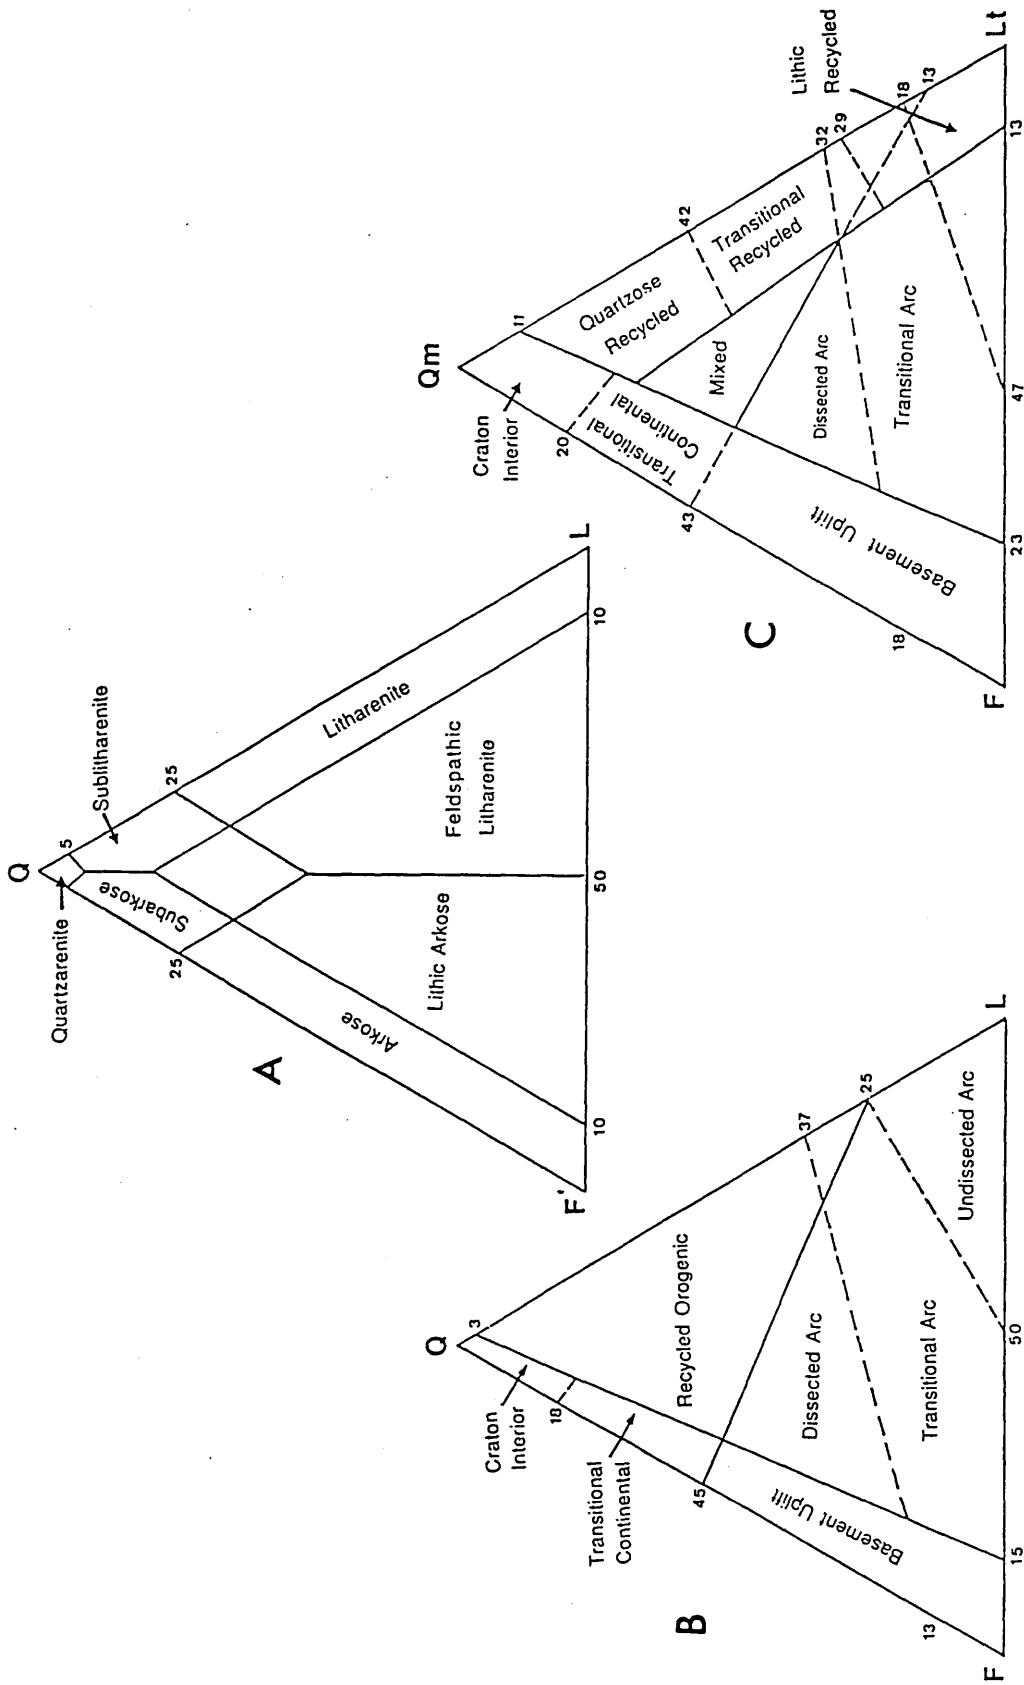 A
Q
Quartzarenite
5
Sublitharenite
Subarkose
25
25
Arkose
Litharenite
Lithic Arkose
Feldspathic
Litharenite
F'
10
50
10
L
B
Q
3
Craton
Interior
18
Transitional
Continental
Recycled Orogenic
45
37
Basement Uplift
Dissected Arc
25
Transitional Arc
Undissected Arc
13
F
15
50
L
C
Qm
Craton
Interior
11
20
Quartzose
Recycled
Transitional
Continental
42
43
Mixed
Transitional
Recycled
32
29
Lithic
Recycled
Dissected Arc
Basement Uplift
18
13
Transitional Arc
18
F
23
47
13
Lt